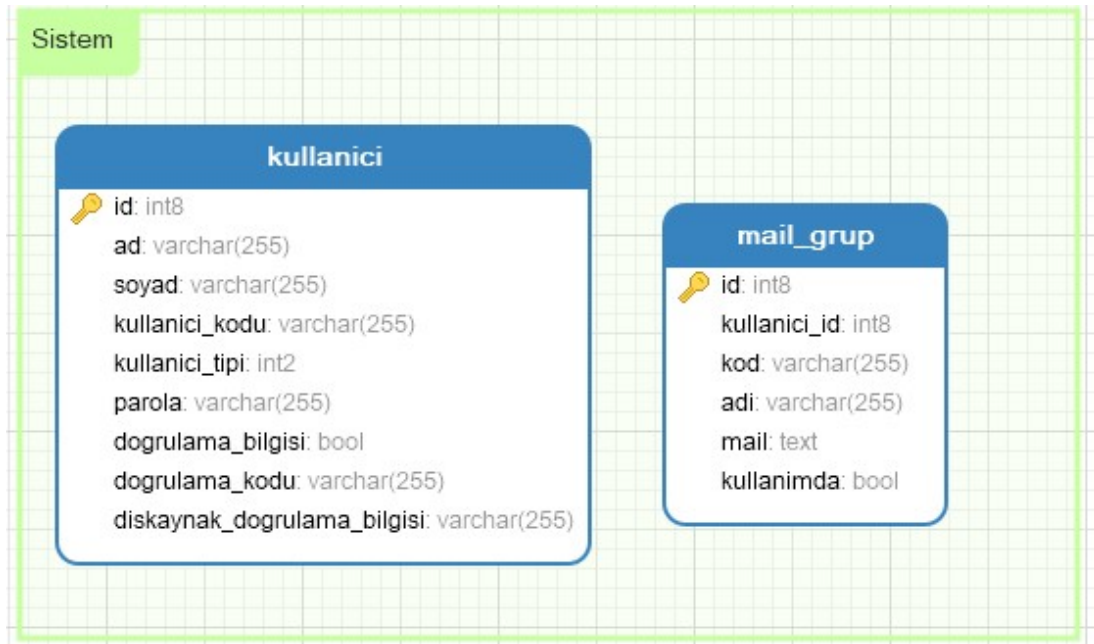 Sistem
kullanici
id: int8
ad: varchar(255)
soyad: varchar(255)
kullanici_kodu: varchar(255)
kullanici_tipi: int2
parola: varchar(255)
dogrulama_bilgisi: bool
dogrulama_kodu: varchar(255)
diskaynak_dogrulama_bilgisi: varchar(255)
mail_grup
id: int8
kullanici_id: int8
kod: varchar(255)
adi: varchar(255)
mail: text
kullanimda: bool